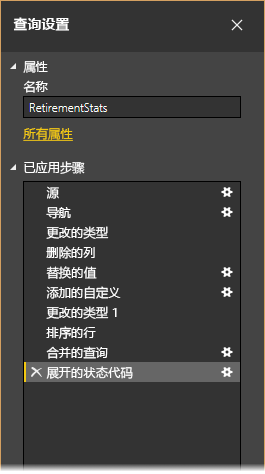 查询设置
属性
名称
RetirementStats
所有属性
已应用步骤
源
导航
更改的类型
删除的列
替换的值
添加的自定义
更改的类型 1
排序的行
合并的查询
展开的状态代码